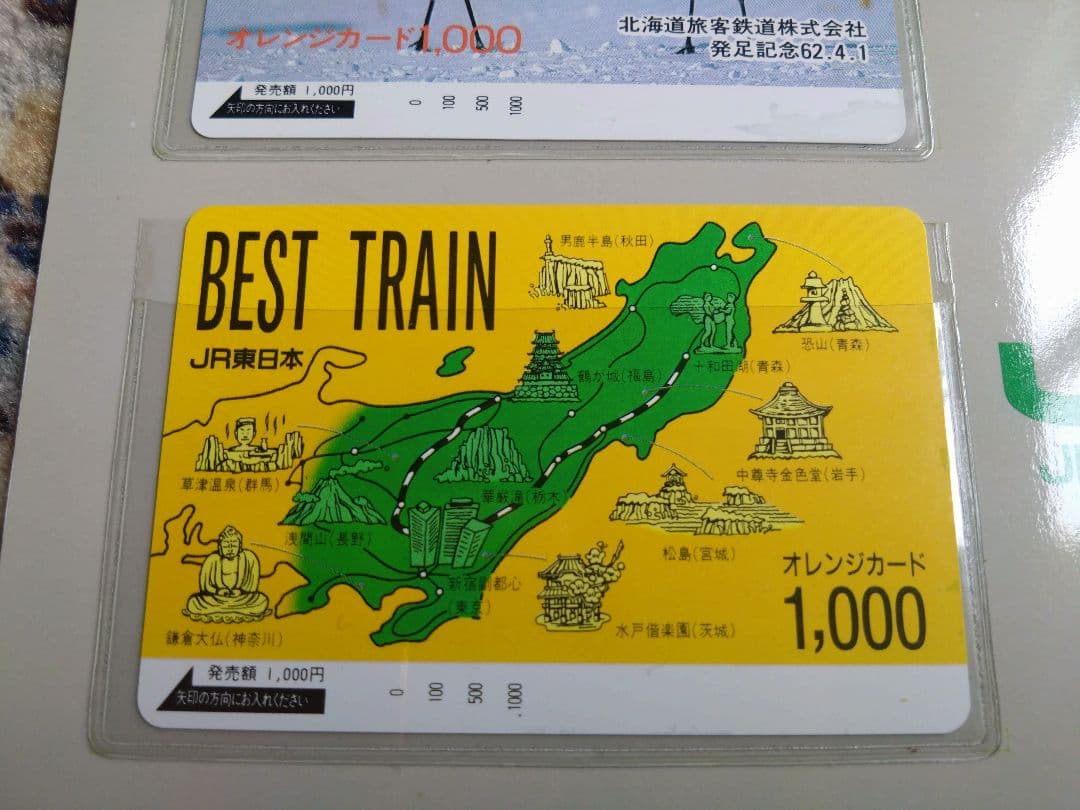 オレンジカード1,000
北海道旅客鉄道株式会社
発足記念62.4.1
発売額 1,000円
矢印の方向にお入れください
0 100 500 1000
BEST TRAIN
JR東日本
男鹿半島(秋田)
恐山(青森)
十和田湖(青森)
鶴が城(福島)
中尊寺金色堂(岩手)
草津温泉(群馬)
華厳滝(栃木)
浅間山(長野)
松島(宮城)
新宿副都心
(東京)
鎌倉大仏(神奈川)
水戸偕楽園(茨城)
オレンジカード
1,000
発売額 1,000円
矢印の方向にお入れください
0 100 500 .1000